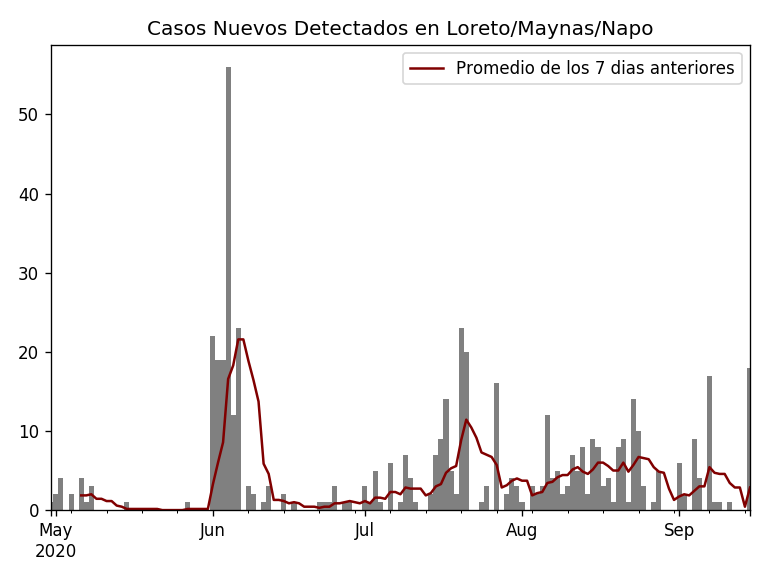 Casos Nuevos Detectados en Loreto/Maynas/Napo
Promedio de los 7 dias anteriores
50
40
30
20
10
0
May
2020
Jun
Jul
Aug
Sep